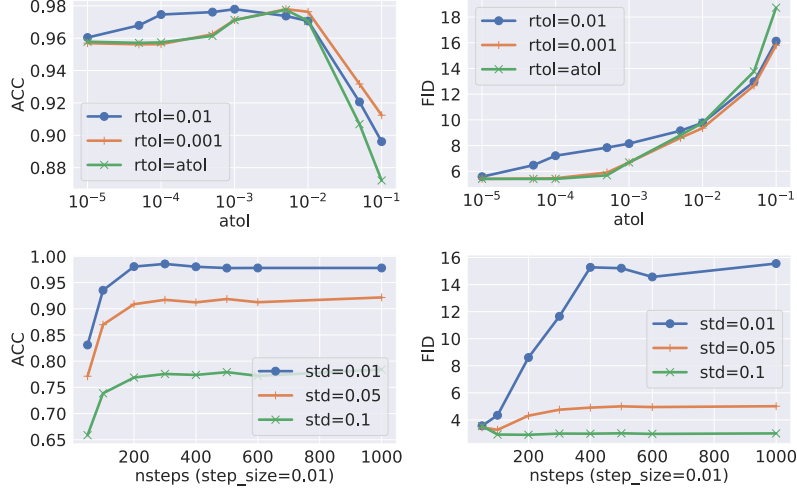 0.98
0.96
0.94
0.92
0.90
0.88
ACC
rtol=0.01
rtol=0.001
rtol=atol
10⁻⁵ 10⁻⁴ 10⁻³ 10⁻² 10⁻¹
atol
18
16
14
12
10
8
6
FID
rtol=0.01
rtol=0.001
rtol=atol
10⁻⁵ 10⁻⁴ 10⁻³ 10⁻² 10⁻¹
atol
1.00
0.95
0.90
0.85
0.80
0.75
0.70
0.65
ACC
std=0.01
std=0.05
std=0.1
200 400 600 800 1000
nsteps (step_size=0.01)
16
14
12
10
8
6
4
FID
std=0.01
std=0.05
std=0.1
200 400 600 800 1000
nsteps (step_size=0.01)